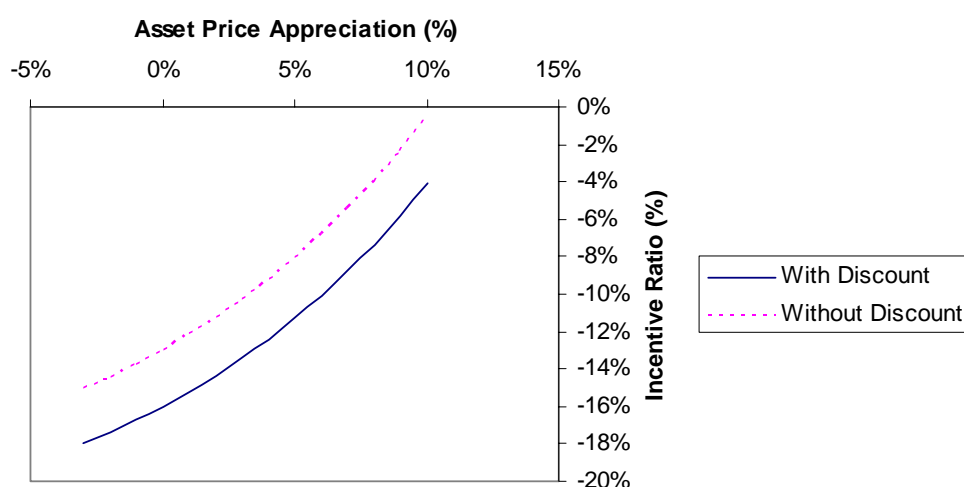 Asset Price Appreciation (%)
-5% 0% 5% 10% 15%
0%
-2%
-4%
-6%
-8%
-10%
-12%
-14%
-16%
-18%
-20%
Incentive Ratio (%)
With Discount
Without Discount